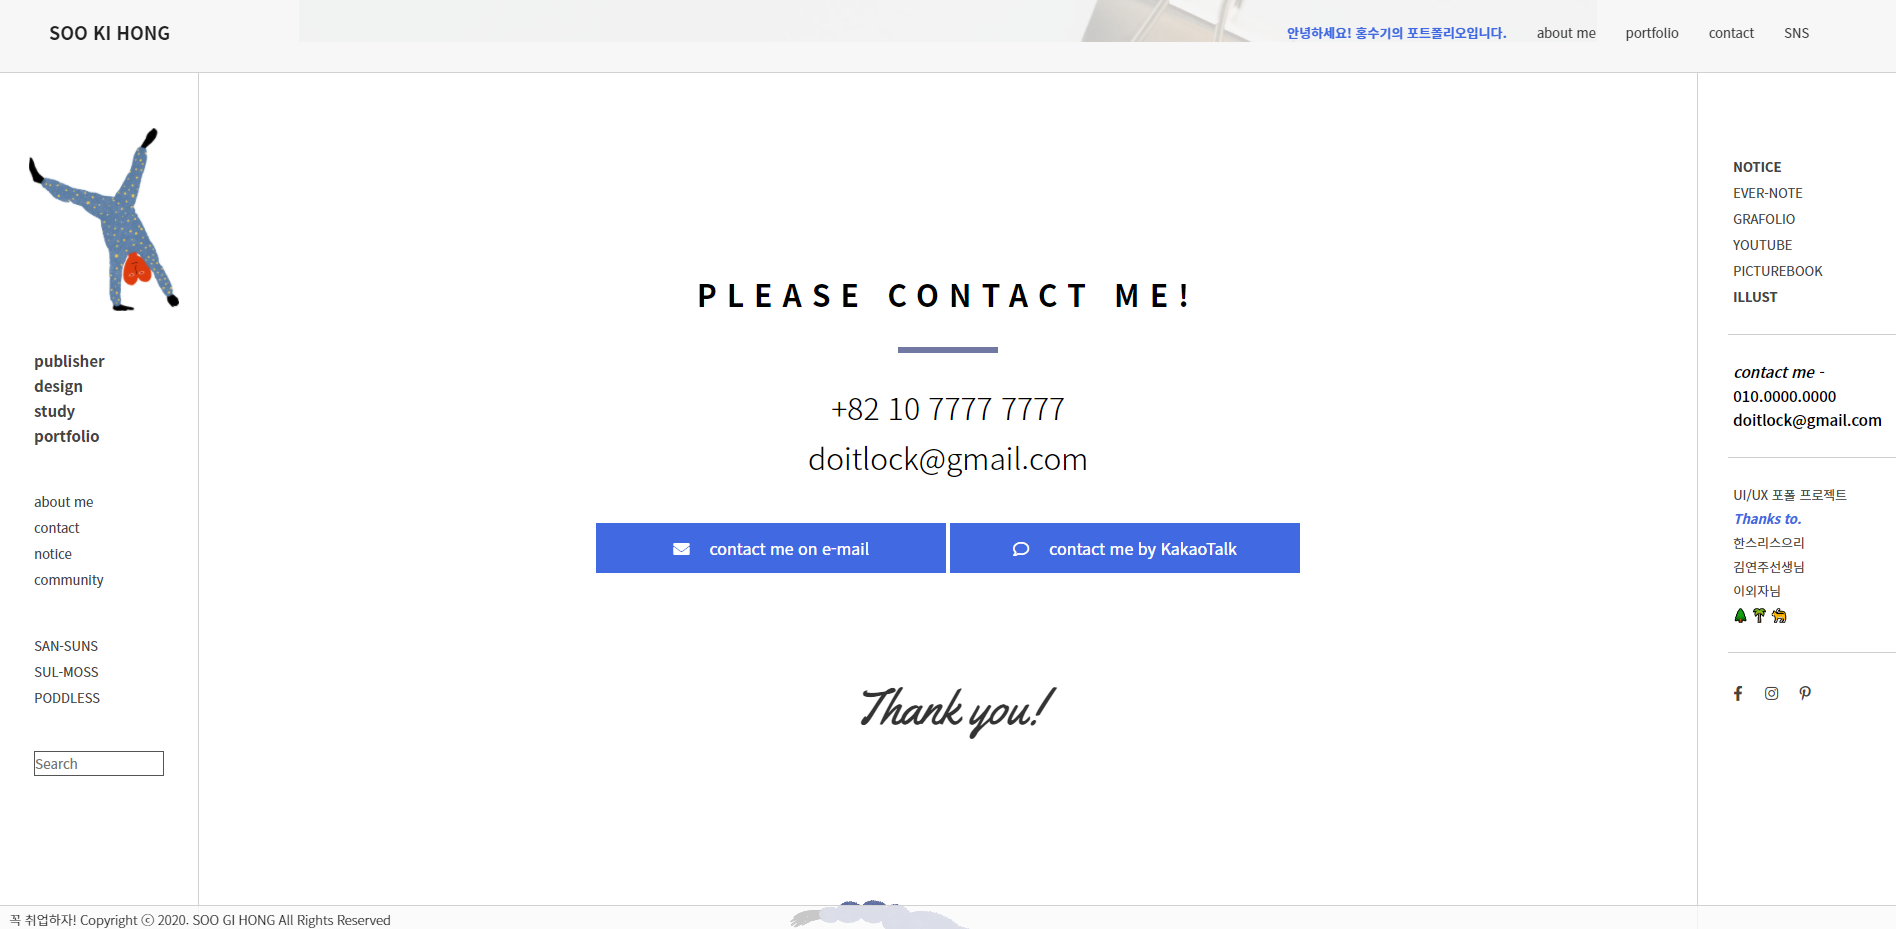 SOO KI HONG
안녕하세요! 홍수기의 포트폴리오입니다.
about me
portfolio
contact
SNS
publisher
design
study
portfolio
about me
contact
notice
community
SAN-SUNS
SUL-MOSS
PODDLESS
Search
PLEASE CONTACT ME!
+82 10 7777 7777
doitlock@gmail.com
contact me on e-mail
contact me by KakaoTalk
Thank you!
NOTICE
EVER-NOTE
GRAFOLIO
YOUTUBE
PICTUREBOOK
ILLUST
contact me -
010.0000.0000
doitlock@gmail.com
UI/UX 포폴 프로젝트
Thanks to.
한스리스으리
김연주선생님
이외자님
꼭 취업하자! Copyright ⓒ 2020. SOO GI HONG All Rights Reserved